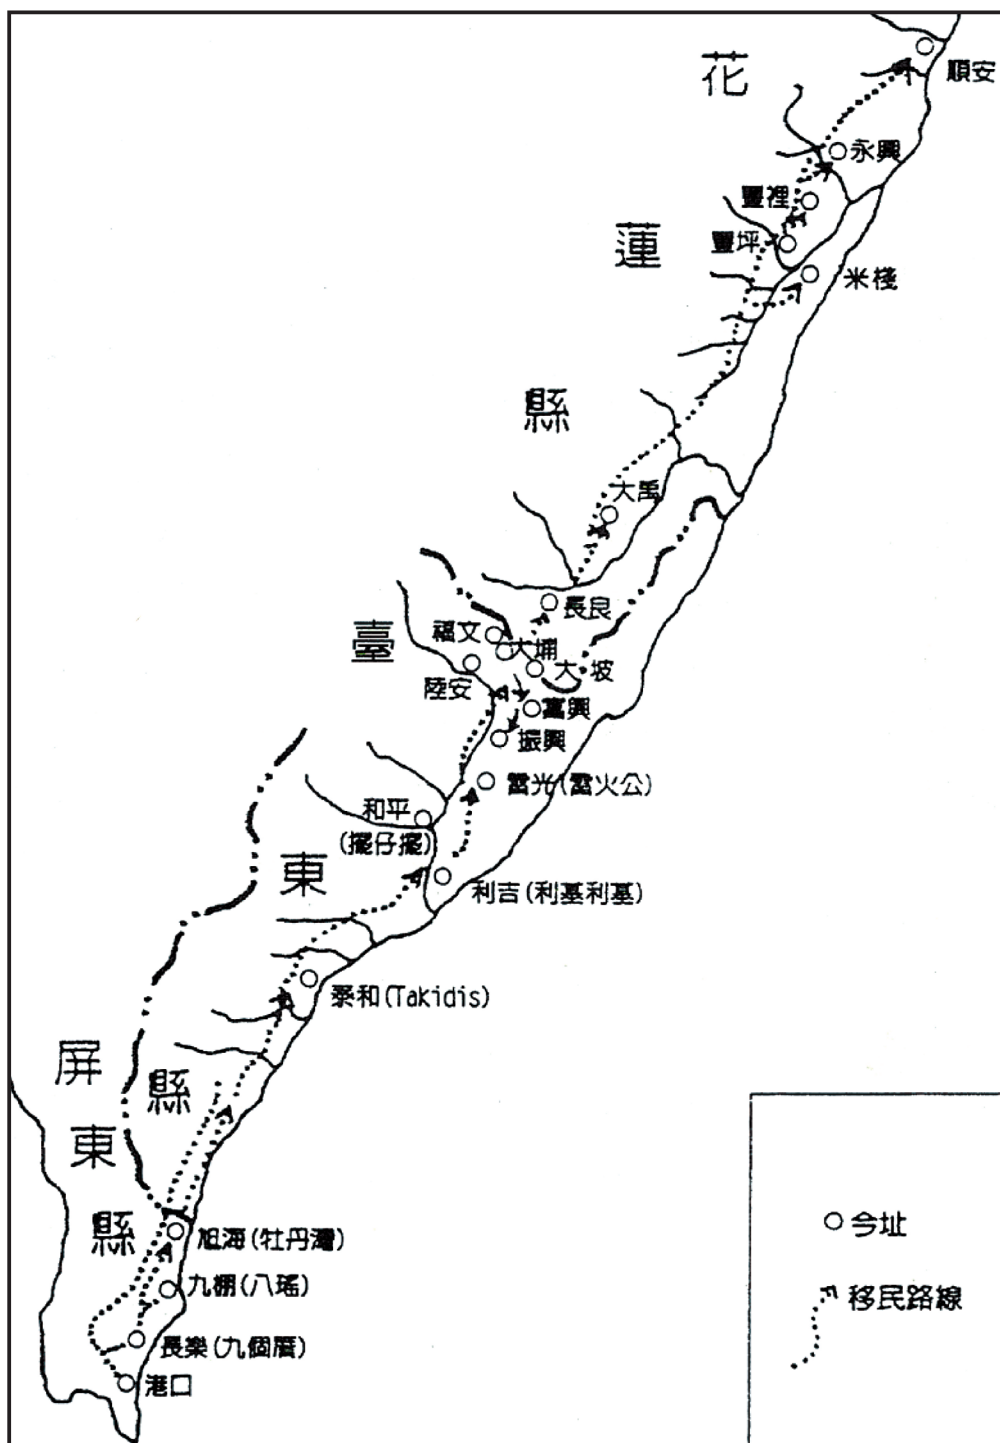 花
蓮
縣
順安
永興
豐裡
豐坪
米棧
大禹
臺
東
縣
長良
福文
大埔
大坡
陸安
富興
振興
雷光(雷火公)
和平
(擺仔擺)
利吉(利基利基)
泰和(Takidis)
屏
東
縣
旭海(牡丹灣)
九棚(八瑤)
長樂(九個厝)
港口
今址
移民路線